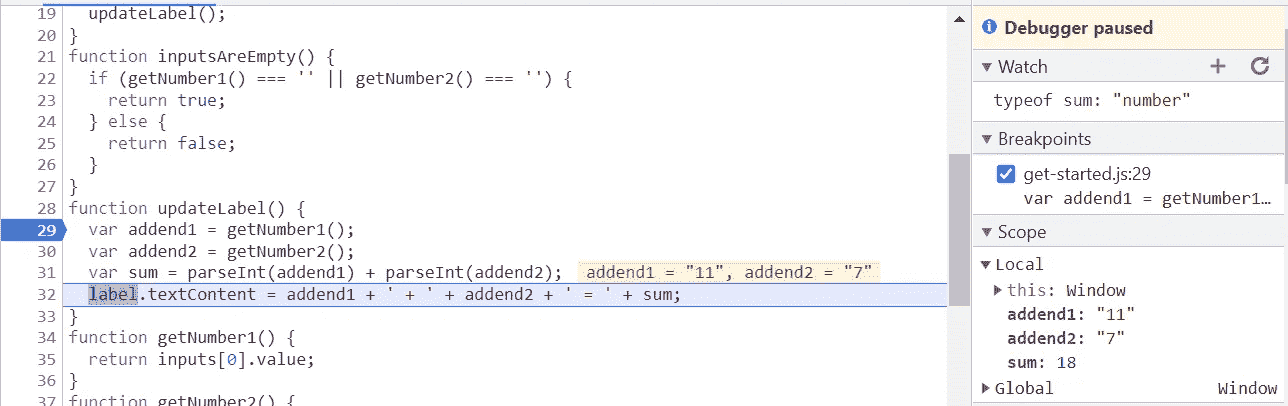 19 updateLabel();
20 }
21 function inputsAreEmpty() {
22 if (getNumber1() === '' || getNumber2() === '') {
23 return true;
24 } else {
25 return false;
26 }
27 }
28 function updateLabel() {
29 var addend1 = getNumber1();
30 var addend2 = getNumber2();
31 var sum = parseInt(addend1) + parseInt(addend2); addend1 = "11", addend2 = "7"
32 label.textContent = addend1 + ' + ' + addend2 + ' = ' + sum;
33 }
34 function getNumber1() {
35 return inputs[0].value;
36 }
37 function getNumber2() {
Debugger paused
Watch
typeof sum: "number"
Breakpoints
get-started.js:29
var addend1 = getNumber1…
Scope
Local
this: Window
addend1: "11"
addend2: "7"
sum: 18
Global Window